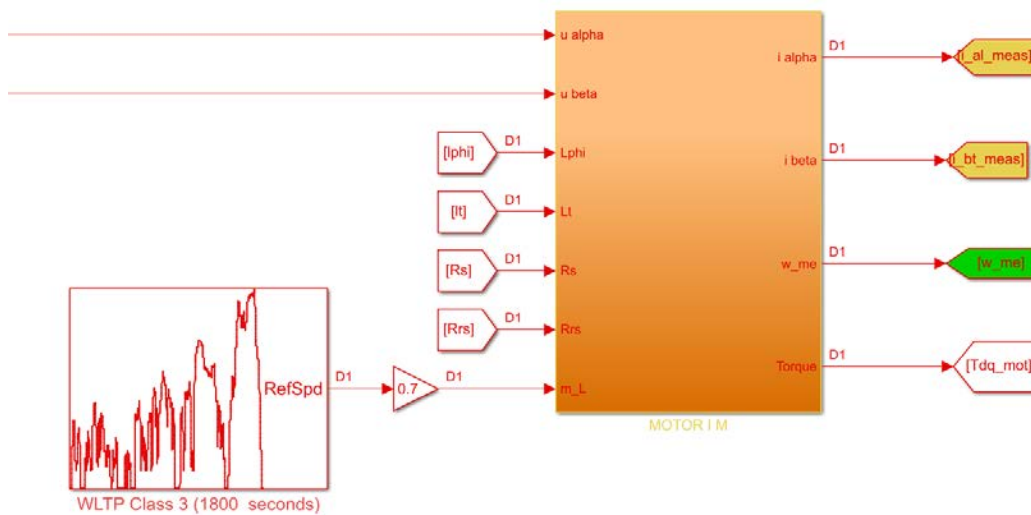 u alpha
i alpha
D1
[i_al_meas]
u beta
[lphi]
D1
Lphi
i beta
D1
[i_bt_meas]
[lt]
D1
Lt
[Rs]
D1
Rs
w_me
D1
[w_me]
[Rrs]
D1
Rrs
Torque
D1
[Tdq_mot]
RefSpd
D1
0.7
D1
m_L
MOTOR I M
WLTP Class 3 (1800 seconds)